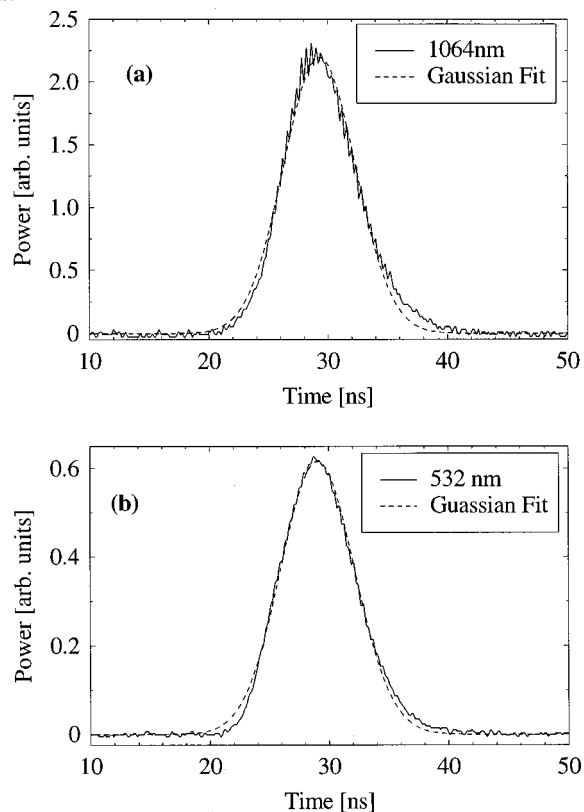 (a)
1064nm
Gaussian Fit
2.5
2.0
1.5
1.0
0.5
0
Power [arb. units]
10 20 30 40 50
Time [ns]
(b)
532 nm
Guassian Fit
0.6
0.4
0.2
0
Power [arb. units]
10 20 30 40 50
Time [ns]